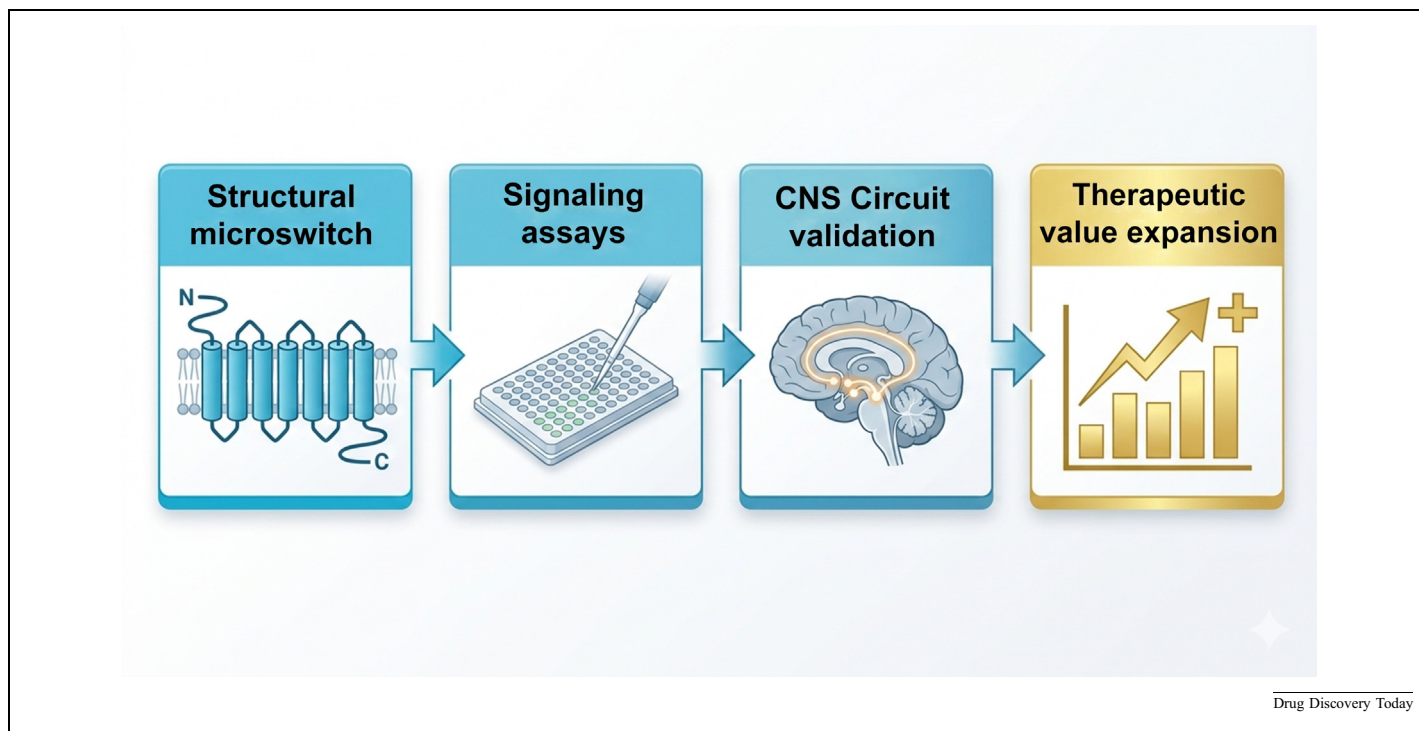 Structural
microswitch
Signaling
assays
CNS Circuit
validation
Therapeutic
value expansion
N
C
Drug Discovery Today